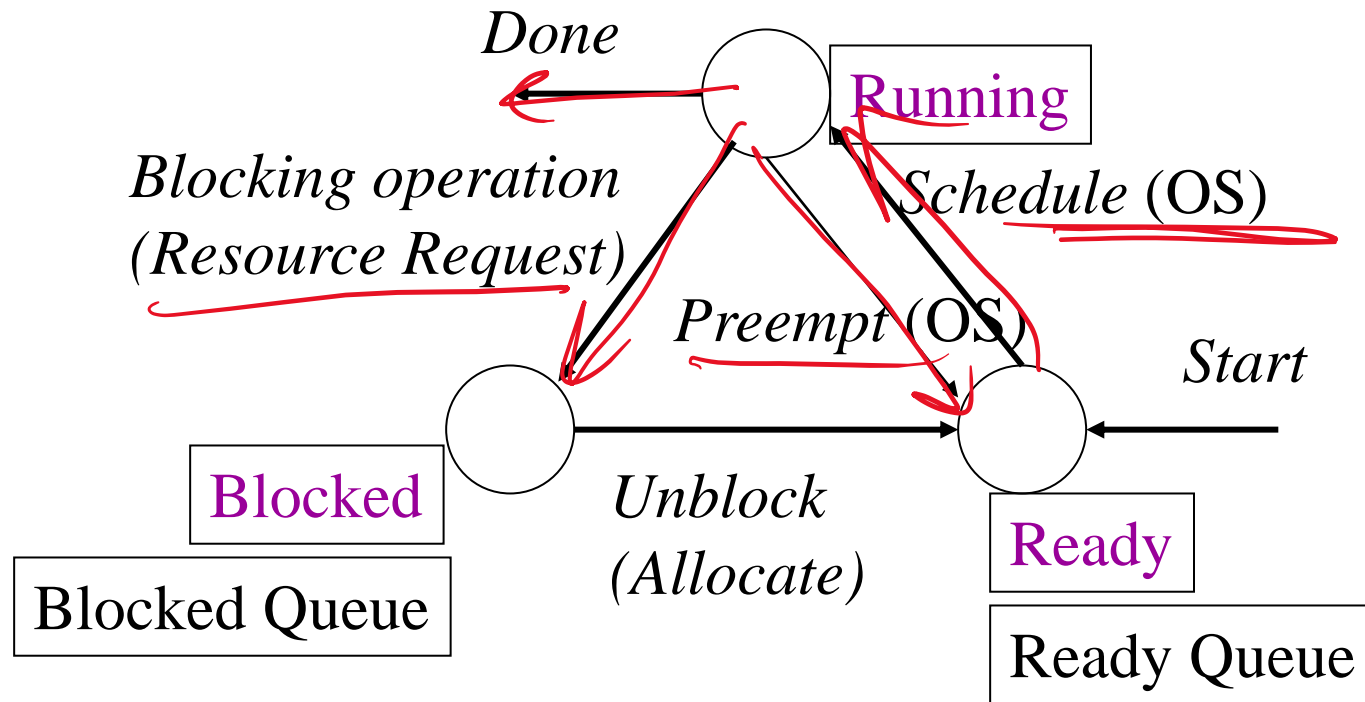 Done
Running
Blocking operation
(Resource Request)
Schedule (OS)
Preempt (OS)
Start
Blocked
Unblock
(Allocate)
Ready
Blocked Queue
Ready Queue